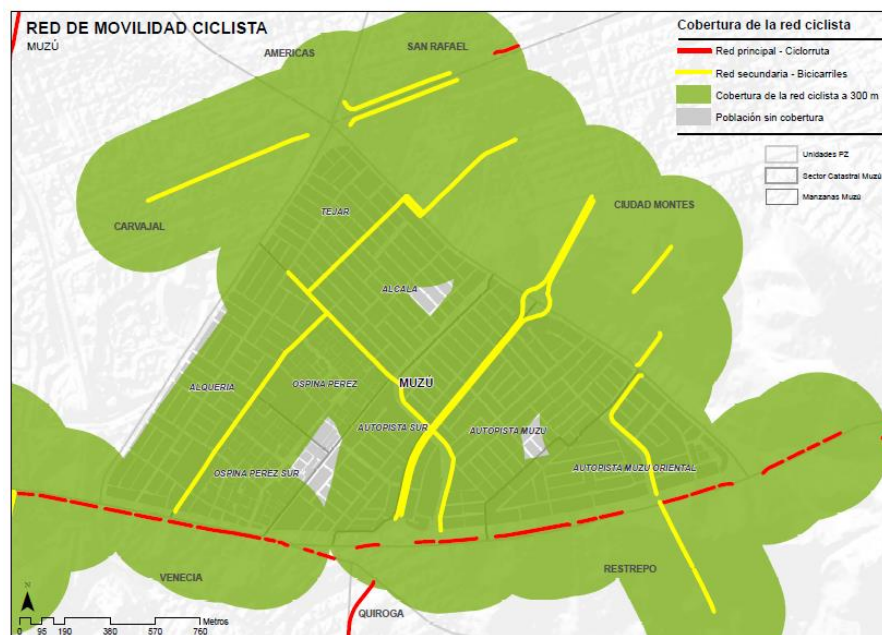 RED DE MOVILIDAD CICLISTA
MUZÚ
AMERICAS
SAN RAFAEL
Cobertura de la red ciclista
Red principal - Ciclorruta
Red secundaria - Bicicarriles
Cobertura de la red ciclista a 300 m
Población sin cobertura
Unidades PZ
Sector Catastral Muzú
Manzanas Muzú
CARVAJAL
TEJAR
CIUDAD MONTES
ALCALA
ALQUERIA
OSPINA PEREZ
MUZÚ
AUTOPISTA SUR
AUTOPISTA MUZU
OSPINA PEREZ SUR
AUTOPISTA MUZU ORIENTAL
VENECIA
RESTREPO
QUIROGA
N
Metros
0 95 190 380 570 760